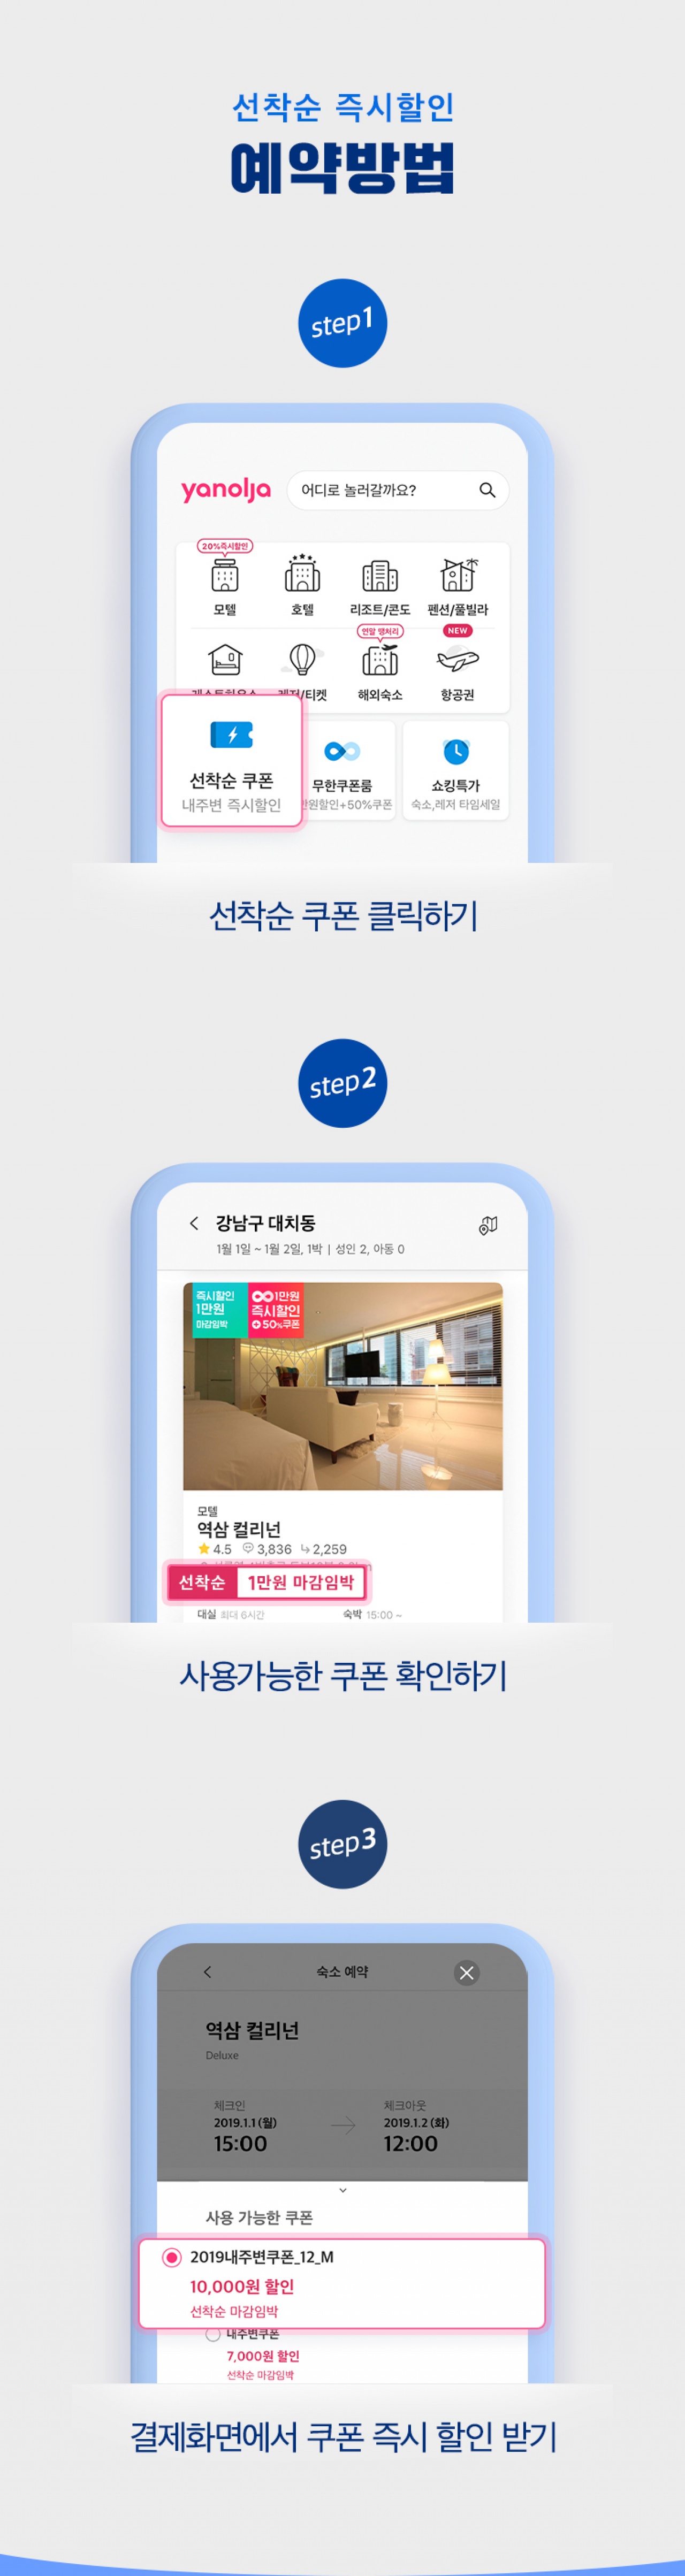 선착순 즉시할인
예약방법
step1
yanolja 어디로 놀러갈까요?
20%즉시할인
모텔 호텔 리조트/콘도 펜션/풀빌라
연말 땡처리 NEW
게스트하우스 레저/티켓 해외숙소 항공권
선착순 쿠폰 무한쿠폰룸 쇼킹특가
내주변 즉시할인 만원할인+50%쿠폰 숙소,레저 타임세일
선착순 쿠폰 클릭하기
step2
강남구 대치동
1월 1일 ~ 1월 2일, 1박 | 성인 2, 아동 0
즉시할인 1만원
1만원 즉시할인
마감임박 +50%쿠폰
모텔
역삼 컬리넌
4.5 3,836 2,259
선착순 1만원 마감임박
대실 최대 6시간 숙박 15:00 ~
사용가능한 쿠폰 확인하기
step3
숙소 예약
역삼 컬리넌
Deluxe
체크인 체크아웃
2019.1.1 (월) 2019.1.2 (화)
15:00 12:00
사용 가능한 쿠폰
2019내주변쿠폰_12_M
10,000원 할인
선착순 마감임박
내주변쿠폰
7,000원 할인
선착순 마감임박
결제화면에서 쿠폰 즉시 할인 받기